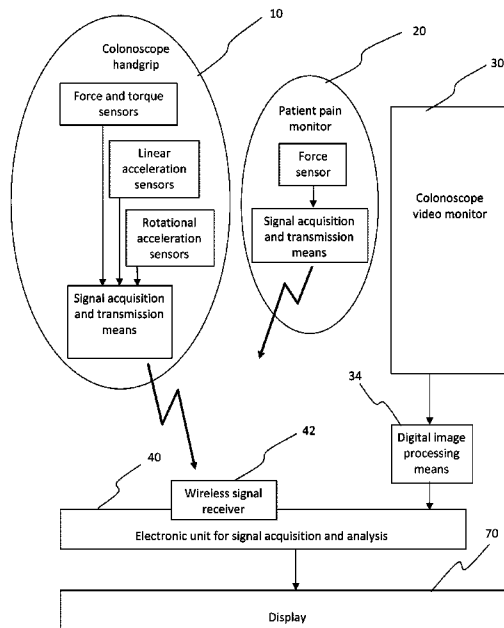 10
Colonoscope
handgrip
Force and torque
sensors
Linear
acceleration
sensors
Rotational
acceleration
sensors
Signal acquisition
and transmission
means
20
Patient pain
monitor
Force
sensor
Signal acquisition
and transmission
means
30
Colonoscope
video monitor
34
Digital image
processing
means
42
Wireless signal
receiver
40
Electronic unit for signal acquisition and analysis
70
Display